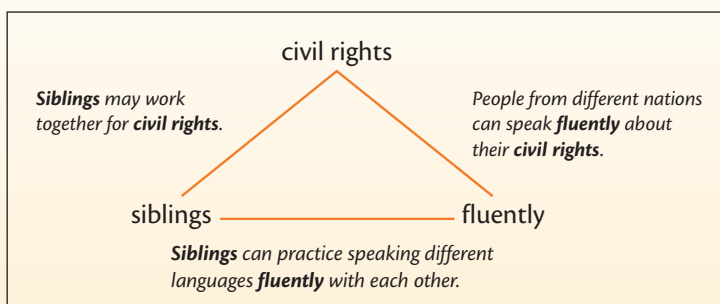 civil rights
Siblings may work
together for civil rights.
People from different nations
can speak fluently about
their civil rights.
siblings
fluently
Siblings can practice speaking different
languages fluently with each other.